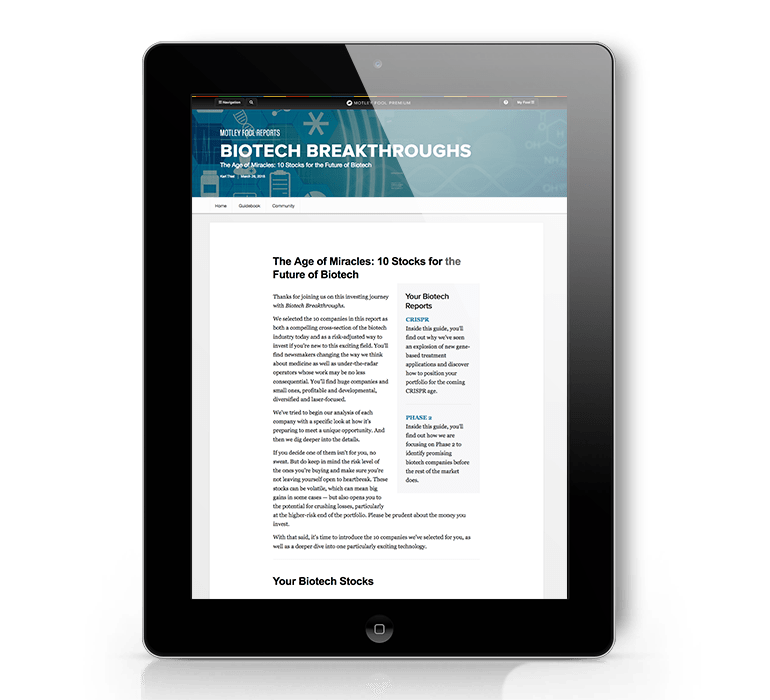 Navigation
MOTLEY FOOL PREMIUM
My Fool
MOTLEY FOOL REPORTS
BIOTECH BREAKTHROUGHS
The Age of Miracles: 10 Stocks for the Future of Biotech
Karl Thiel | March 26, 2019
Home Guidebook Community
The Age of Miracles: 10 Stocks for the
Future of Biotech
Thanks for joining us on this investing journey
with Biotech Breakthroughs.
We selected the 10 companies in this report as
both a compelling cross-section of the biotech
industry today and as a risk-adjusted way to
invest if you're new to this exciting field. You'll
find newsmakers changing the way we think
about medicine as well as under-the-radar
operators whose work may be no less
consequential. You'll find huge companies and
small ones, profitable and developmental,
diversified and laser-focused.
We've tried to begin our analysis of each
company with a specific look at how it's
preparing to meet a unique opportunity. And
then we dig deeper into the details.
If you decide one of them isn't for you, no
sweat. But do keep in mind the risk level of
the ones you're buying and make sure you're
not leaving yourself open to heartbreak. These
stocks can be volatile, which can mean big
gains in some cases — but also opens you to
the potential for crushing losses, particularly
at the higher-risk end of the portfolio. Please be prudent about the money you
invest.
With that said, it's time to introduce the 10 companies we've selected for you, as
well as a deeper dive into one particularly exciting technology.
Your Biotech
Reports
CRISPR
Inside this guide, you'll
find out why we've seen
an explosion of new gene-
based treatment
applications and discover
how to position your
portfolio for the coming
CRISPR age.
PHASE 2
Inside this guide, you'll
find out how we are
focusing on Phase 2 to
identify promising
biotech companies before
the rest of the market
does.
Your Biotech Stocks